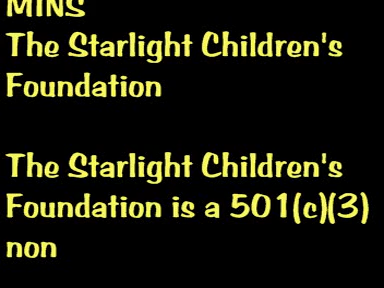 MINS
The Starlight Children's
Foundation
The Starlight Children's
Foundation is a 501(c)(3)
non